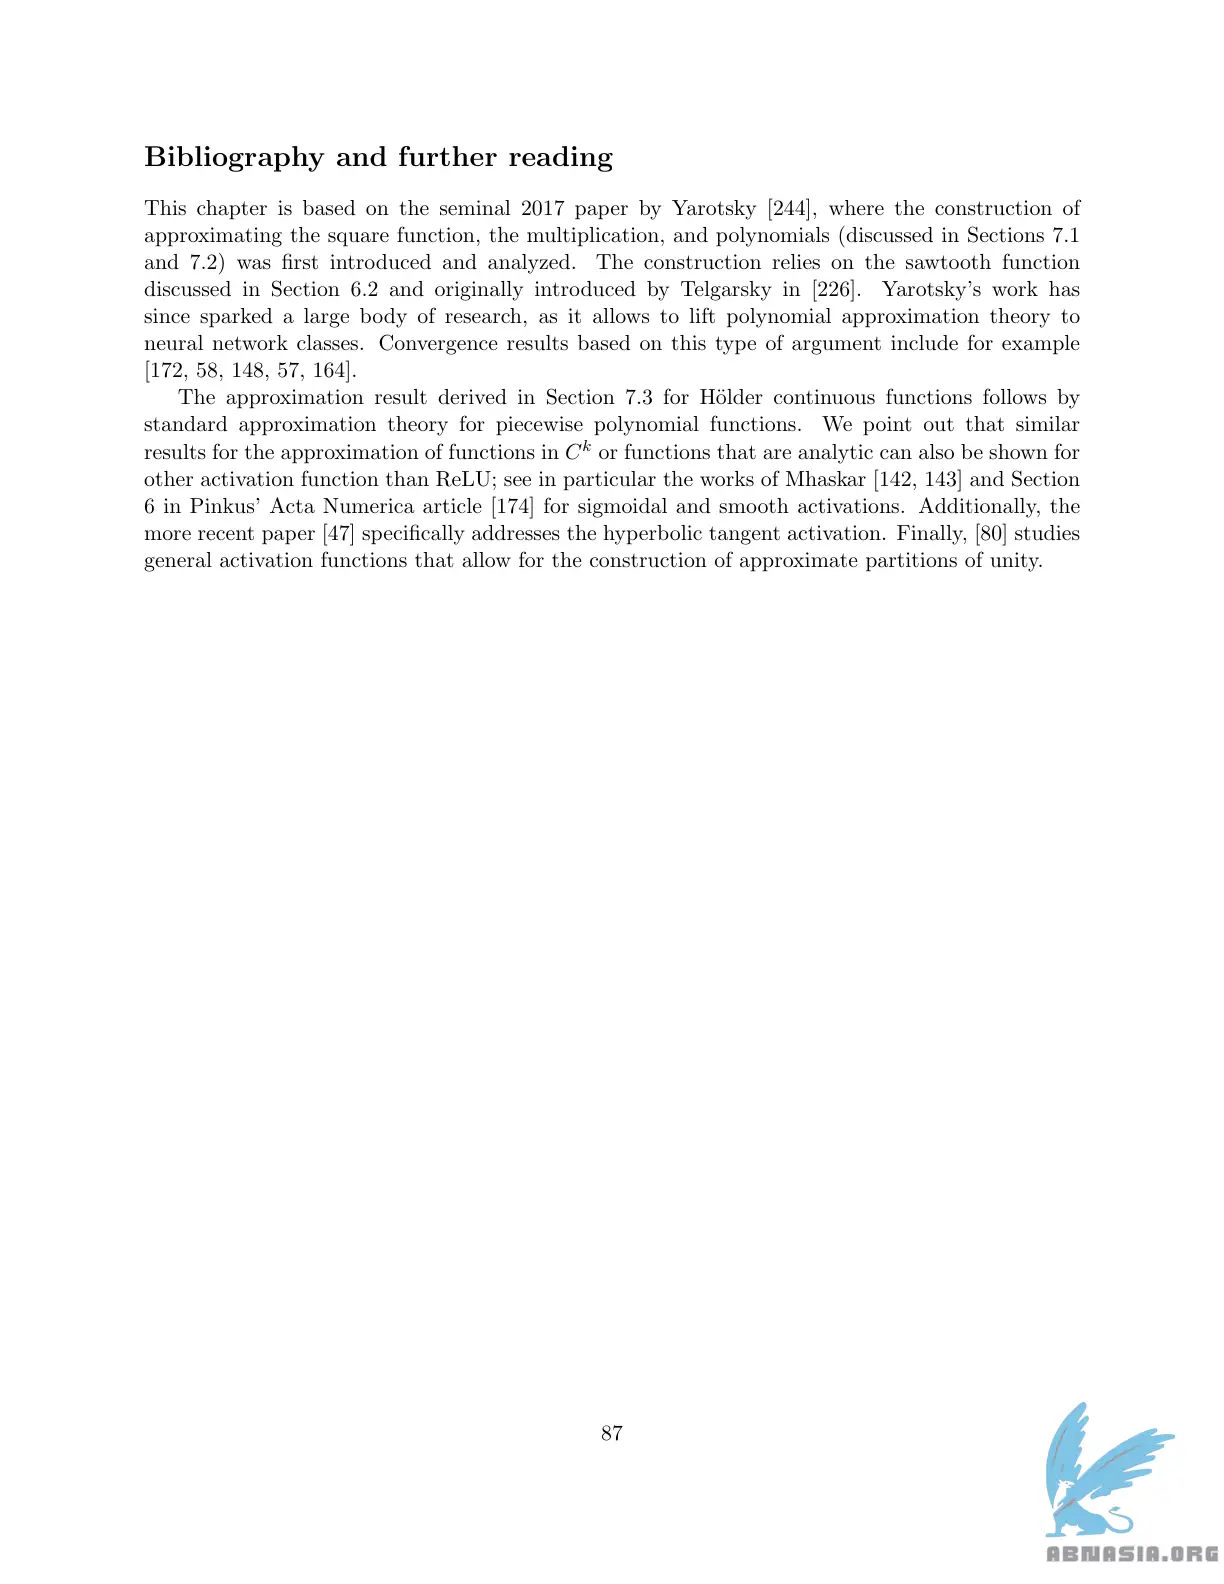 Bibliography and further reading
This chapter is based on the seminal 2017 paper by Yarotsky [244], where the construction of
approximating the square function, the multiplication, and polynomials (discussed in Sections 7.1
and 7.2) was first introduced and analyzed. The construction relies on the sawtooth function
discussed in Section 6.2 and originally introduced by Telgarsky in [226]. Yarotsky's work has
since sparked a large body of research, as it allows to lift polynomial approximation theory to
neural network classes. Convergence results based on this type of argument include for example
[172, 58, 148, 57, 164].
The approximation result derived in Section 7.3 for Hölder continuous functions follows by
standard approximation theory for piecewise polynomial functions. We point out that similar
results for the approximation of functions in C^k or functions that are analytic can also be shown for
other activation function than ReLU; see in particular the works of Mhaskar [142, 143] and Section
6 in Pinkus' Acta Numerica article [174] for sigmoidal and smooth activations. Additionally, the
more recent paper [47] specifically addresses the hyperbolic tangent activation. Finally, [80] studies
general activation functions that allow for the construction of approximate partitions of unity.
87
ABNASIA.ORG